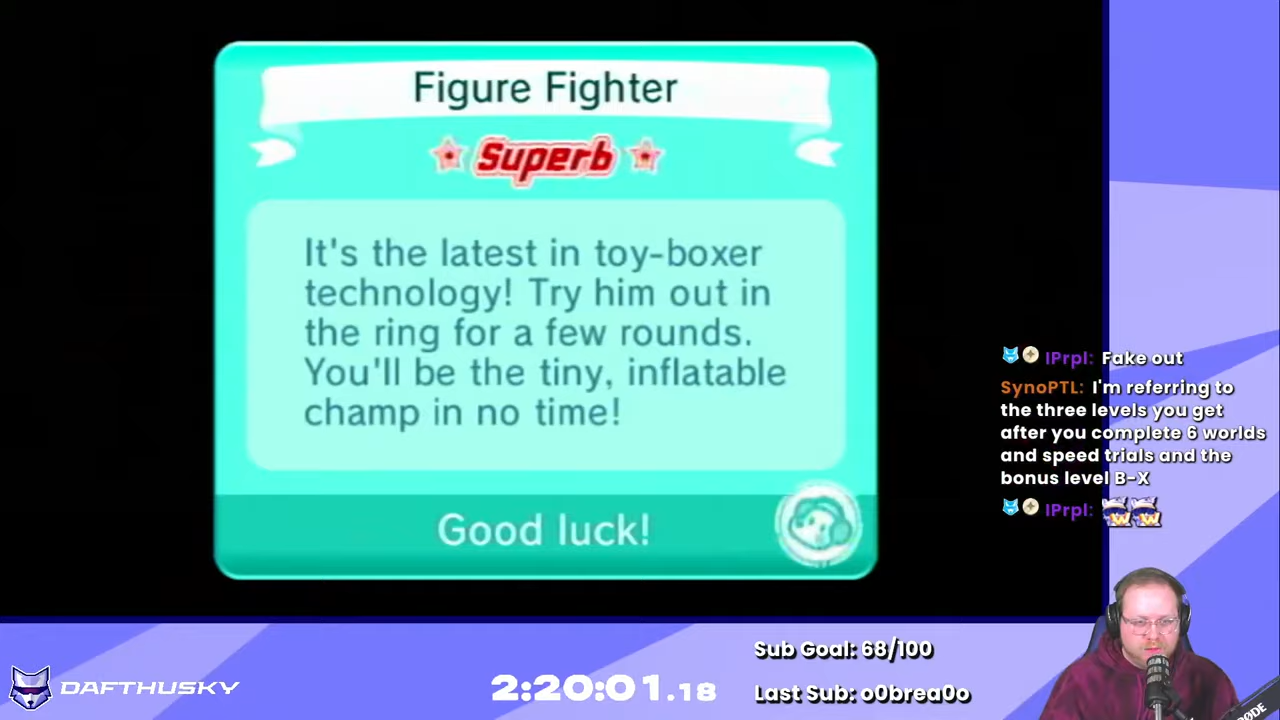 Figure Fighter
Superb
It's the latest in toy-boxer
technology! Try him out in
the ring for a few rounds.
You'll be the tiny, inflatable
champ in no time!
Good luck!
IPrpl: Fake out
SynoPTL: I'm referring to
the three levels you get
after you complete 6 worlds
and speed trials and the
bonus level B-X
IPrpl:
DAFTHUSKY
2:20:01.18
Sub Goal: 68/100
Last Sub: o0brea0o
RØDE